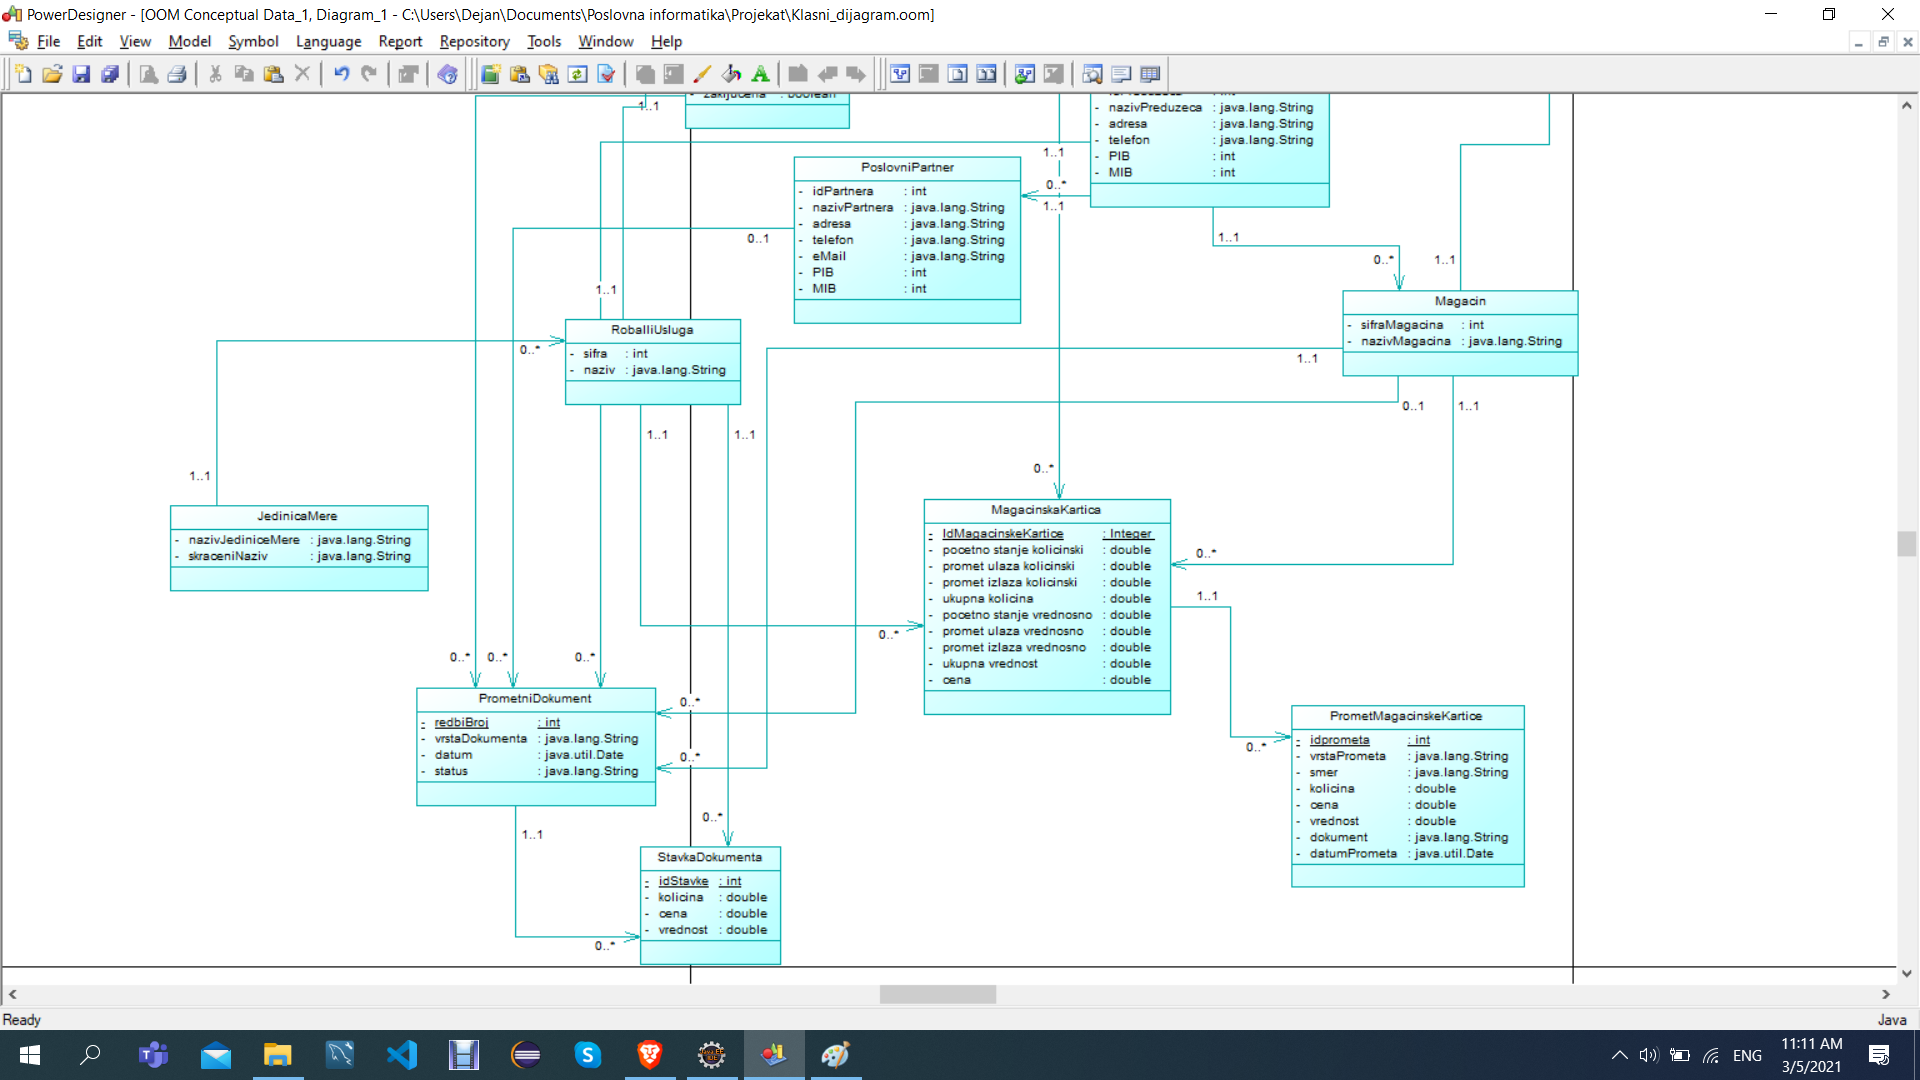 PowerDesigner - [OOM Conceptual Data_1, Diagram_1 - C:\Users\Dejan\Documents\Poslovna informatika\Projekat\Klasni_dijagram.oom]
File Edit View Model Symbol Language Report Repository Tools Window Help
1..1
- nazivPreduzeca : java.lang.String
- adresa : java.lang.String
- telefon : java.lang.String
- PIB : int
- MIB : int
1..1
0..*
1..1
PoslovniPartner
- idPartnera : int
- nazivPartnera : java.lang.String
- adresa : java.lang.String
- telefon : java.lang.String
- eMail : java.lang.String
- PIB : int
- MIB : int
0..1
1..1
0..*
1..1
1..1
Magacin
- sifraMagacina : int
- nazivMagacina : java.lang.String
RobaIliUsluga
- sifra : int
- naziv : java.lang.String
0..*
1..1
0..1
1..1
1..1
1..1
0..*
1..1
JedinicaMere
- nazivJediniceMere : java.lang.String
- skraceniNaziv : java.lang.String
MagacinskaKartica
- IdMagacinskeKartice : Integer
- pocetno stanje kolicinski : double
- promet ulaza kolicinski : double
- promet izlaza kolicinski : double
- ukupna kolicina : double
- pocetno stanje vrednosno : double
- promet ulaza vrednosno : double
- promet izlaza vrednosno : double
- ukupna vrednost : double
- cena : double
0..*
1..1
0..*
0..*
0..*
0..*
PrometniDokument
- redbiBroj : int
- vrstaDokumenta : java.lang.String
- datum : java.util.Date
- status : java.lang.String
0..*
0..*
0..*
PrometMagacinskeKartice
- idprometa : int
- vrstaPrometa : java.lang.String
- smer : java.lang.String
- kolicina : double
- cena : double
- vrednost : double
- dokument : java.lang.String
- datumPrometa : java.util.Date
1..1
0..*
StavkaDokumenta
- idStavke : int
- kolicina : double
- cena : double
- vrednost : double
0..*
Ready
Java
ENG
11:11 AM
3/5/2021